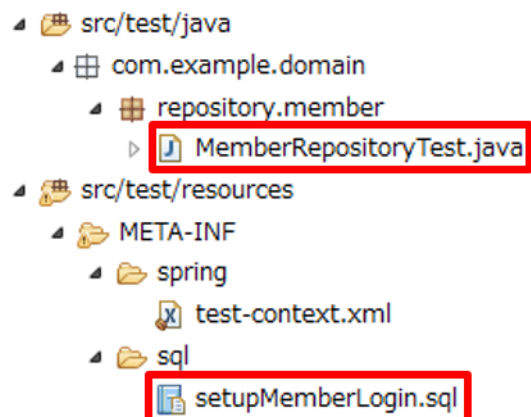 src/test/java
com.example.domain
repository.member
MemberRepositoryTest.java
src/test/resources
META-INF
spring
test-context.xml
sql
setupMemberLogin.sql